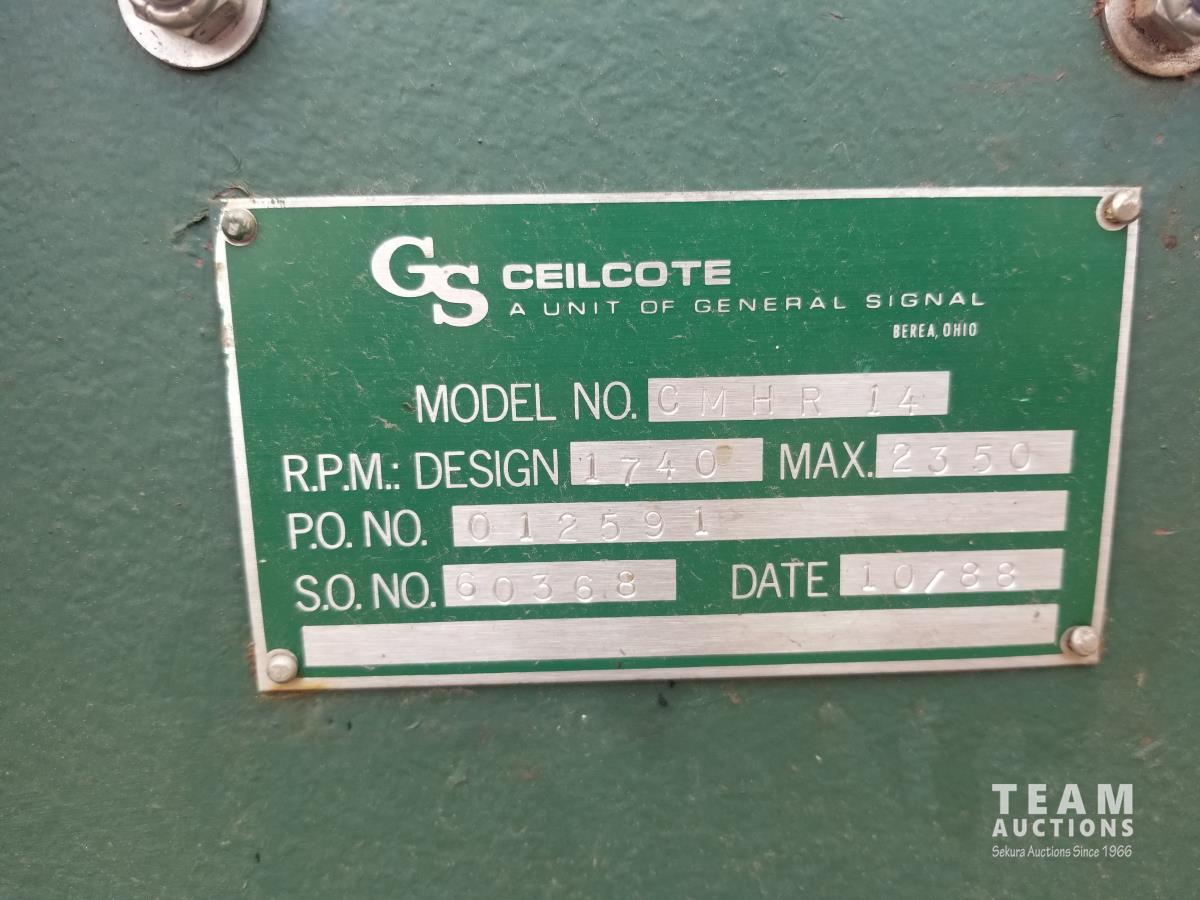 GS CEILCOTE
A UNIT OF GENERAL SIGNAL
BEREA, OHIO
MODEL NO. CMHR 14
R.P.M.: DESIGN 1740 MAX. 2350
P.O. NO. 012591
S.O. NO. 60368 DATE 10/88
TEAM
AUCTIONS
Sekura Auctions Since 1966